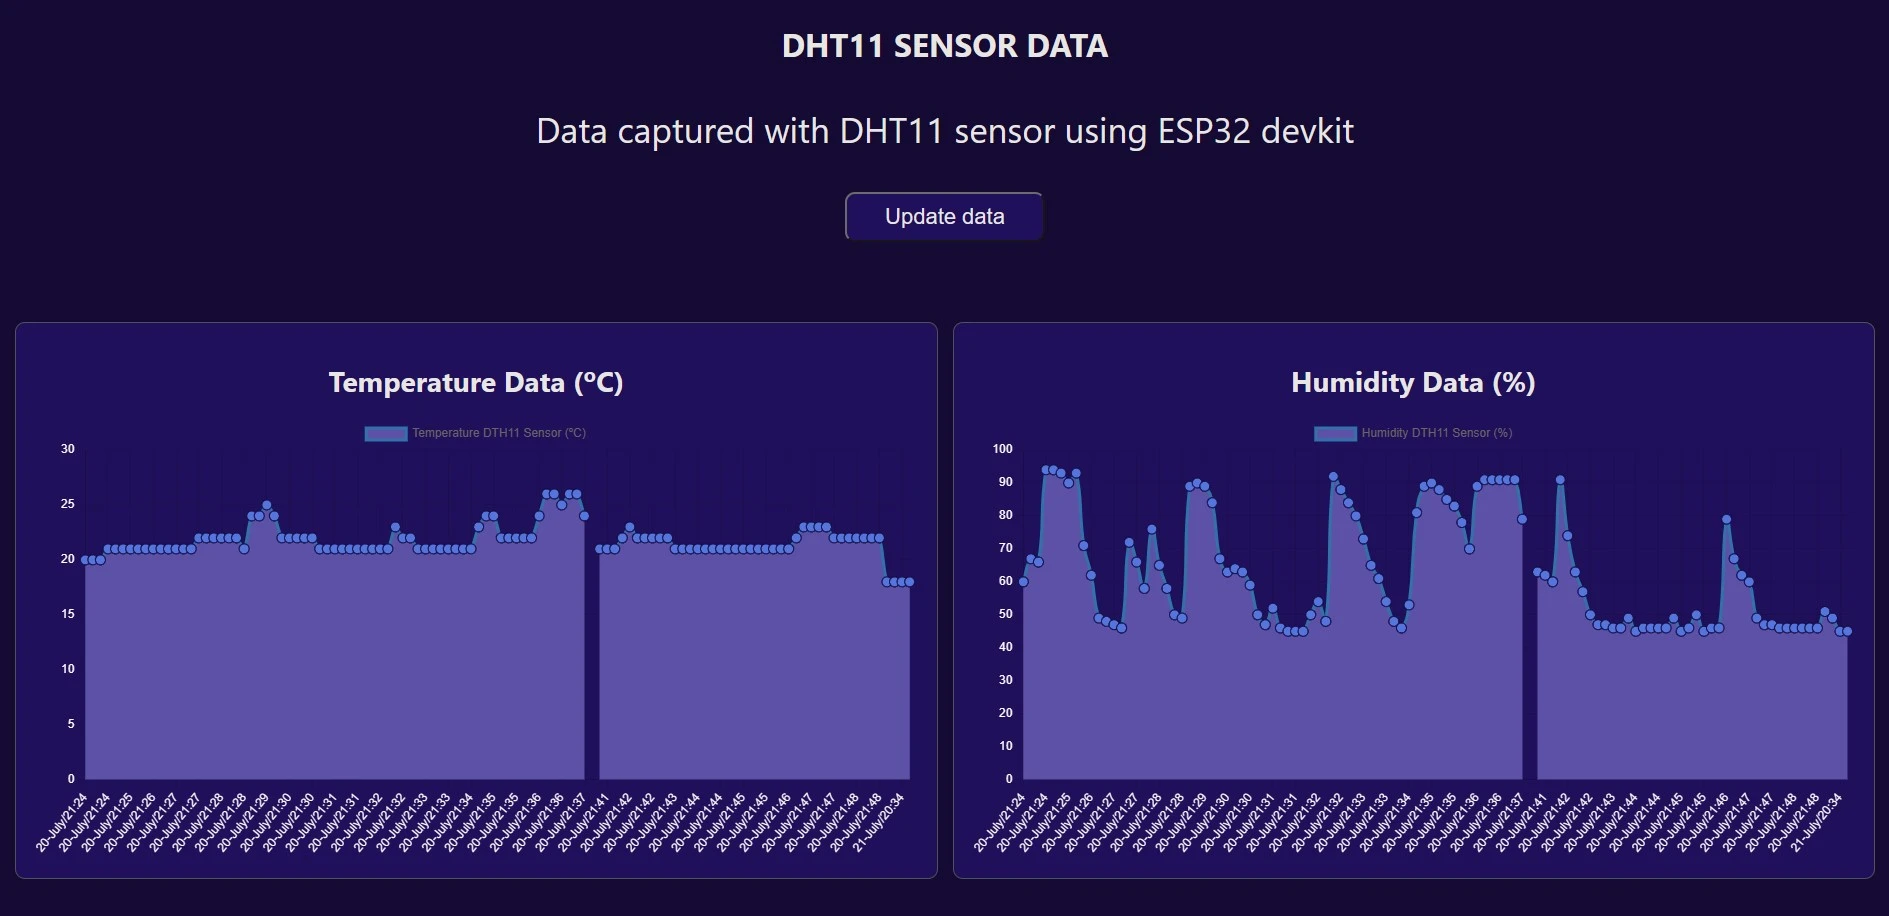 DHT11 SENSOR DATA
Data captured with DHT11 sensor using ESP32 devkit
Update data
Temperature Data (ºC)
Temperature DTH11 Sensor (ºC)
30
25
20
15
10
5
0
20-July/21:24
20-July/21:24
20-July/21:25
20-July/21:26
20-July/21:27
20-July/21:27
20-July/21:28
20-July/21:28
20-July/21:29
20-July/21:30
20-July/21:30
20-July/21:31
20-July/21:31
20-July/21:32
20-July/21:32
20-July/21:33
20-July/21:33
20-July/21:34
20-July/21:35
20-July/21:35
20-July/21:36
20-July/21:36
20-July/21:37
20-July/21:41
20-July/21:42
20-July/21:42
20-July/21:43
20-July/21:44
20-July/21:44
20-July/21:45
20-July/21:45
20-July/21:46
20-July/21:47
20-July/21:47
20-July/21:48
20-July/21:48
21-July/20:34
Humidity Data (%)
Humidity DTH11 Sensor (%)
100
90
80
70
60
50
40
30
20
10
0
20-July/21:24
20-July/21:24
20-July/21:25
20-July/21:26
20-July/21:27
20-July/21:27
20-July/21:28
20-July/21:28
20-July/21:29
20-July/21:30
20-July/21:30
20-July/21:31
20-July/21:31
20-July/21:32
20-July/21:32
20-July/21:33
20-July/21:33
20-July/21:34
20-July/21:35
20-July/21:35
20-July/21:36
20-July/21:36
20-July/21:37
20-July/21:41
20-July/21:42
20-July/21:42
20-July/21:43
20-July/21:44
20-July/21:44
20-July/21:45
20-July/21:45
20-July/21:46
20-July/21:47
20-July/21:47
20-July/21:48
20-July/21:48
21-July/20:34